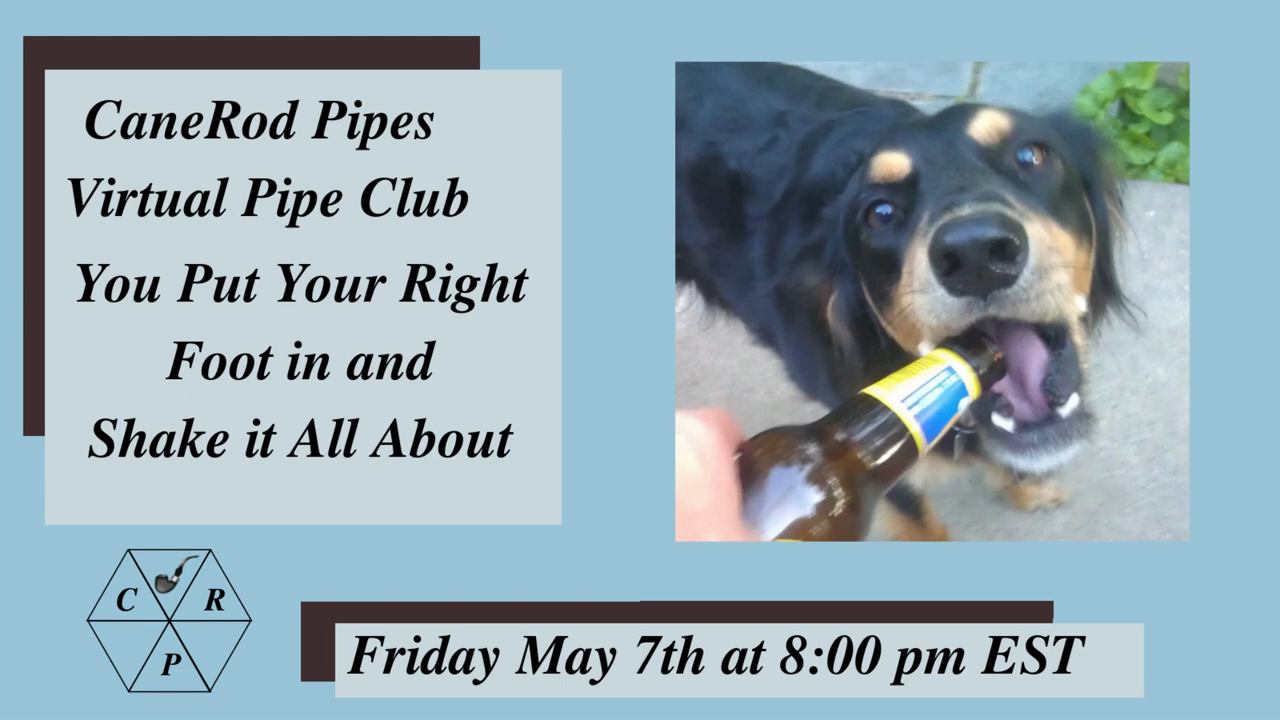 CaneRod Pipes
Virtual Pipe Club
You Put Your Right
Foot in and
Shake it All About
C R
P
Friday May 7th at 8:00 pm EST